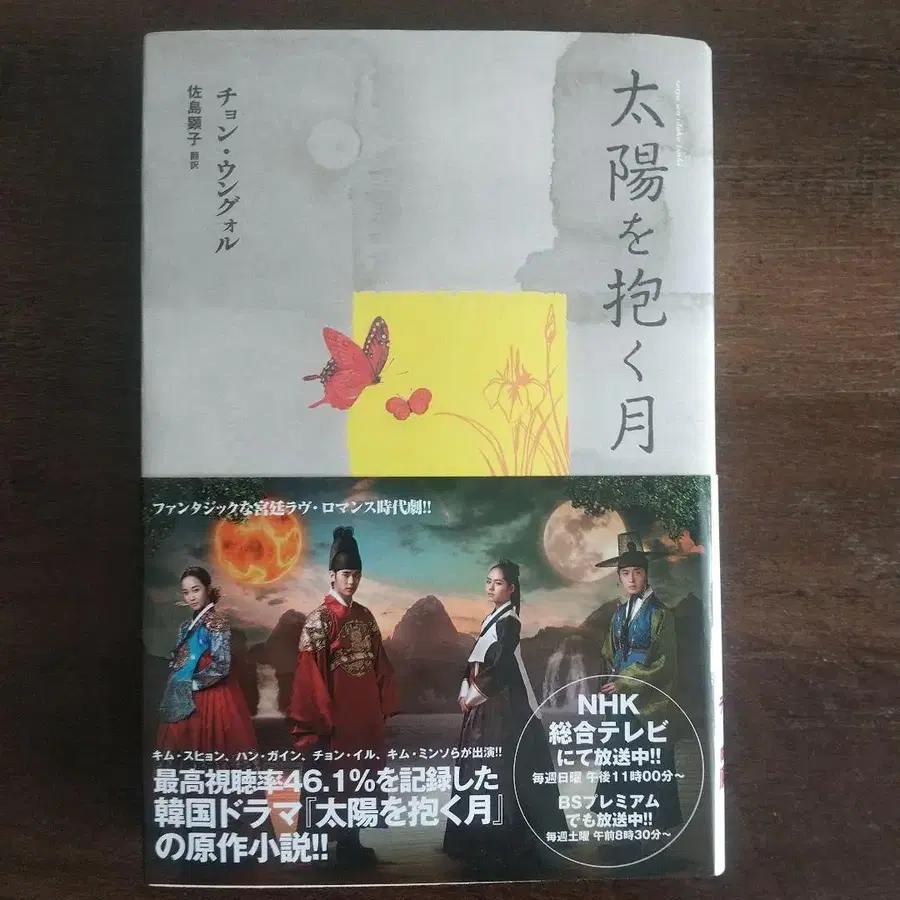 太陽を抱く月
チョン・ウングォル
佐島顕子 翻訳
ファンタジックな宮廷ラヴ・ロマンス時代劇!!
キム・スヒョン、ハン・ガイン、チョン・イル、キム・ミンソらが出演!!
最高視聴率46.1%を記録した
韓国ドラマ『太陽を抱く月』
の原作小説!!
NHK
総合テレビ
にて放送中!!
毎週日曜 午後11時00分～
BSプレミアム
でも放送中!!
毎週土曜 午前8時30分～